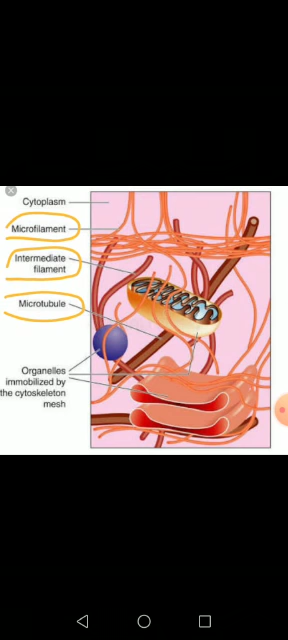 Cytoplasm
Microfilament
Intermediate
filament
Microtubule
Organelles
immobilized by
the cytoskeleton
mesh